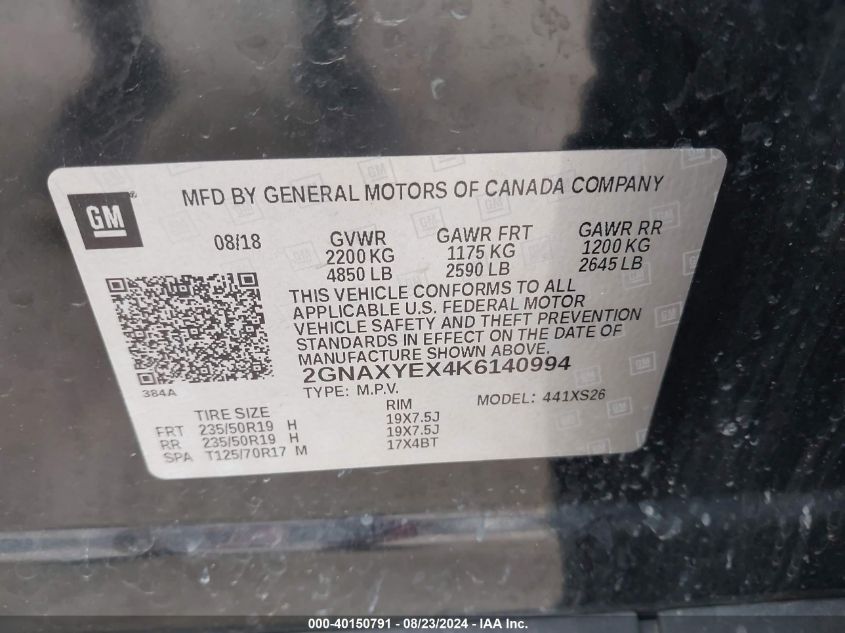 GM
MFD BY GENERAL MOTORS OF CANADA COMPANY
08/18
GVWR GAWR FRT GAWR RR
2200 KG 1175 KG 1200 KG
4850 LB 2590 LB 2645 LB
THIS VEHICLE CONFORMS TO ALL
APPLICABLE U.S. FEDERAL MOTOR
VEHICLE SAFETY AND THEFT PREVENTION
STANDARDS IN EFFECT ON THE DATE OF
MANUFACTURE SHOWN ABOVE.
2GNAXYEX4K6140994
384A
TYPE: M.P.V. MODEL: 441XS26
TIRE SIZE RIM
FRT 235/50R19 H 19X7.5J
RR 235/50R19 H 19X7.5J
SPA T125/70R17 M 17X4BT
000-40150791 - 08/23/2024 - IAA Inc.